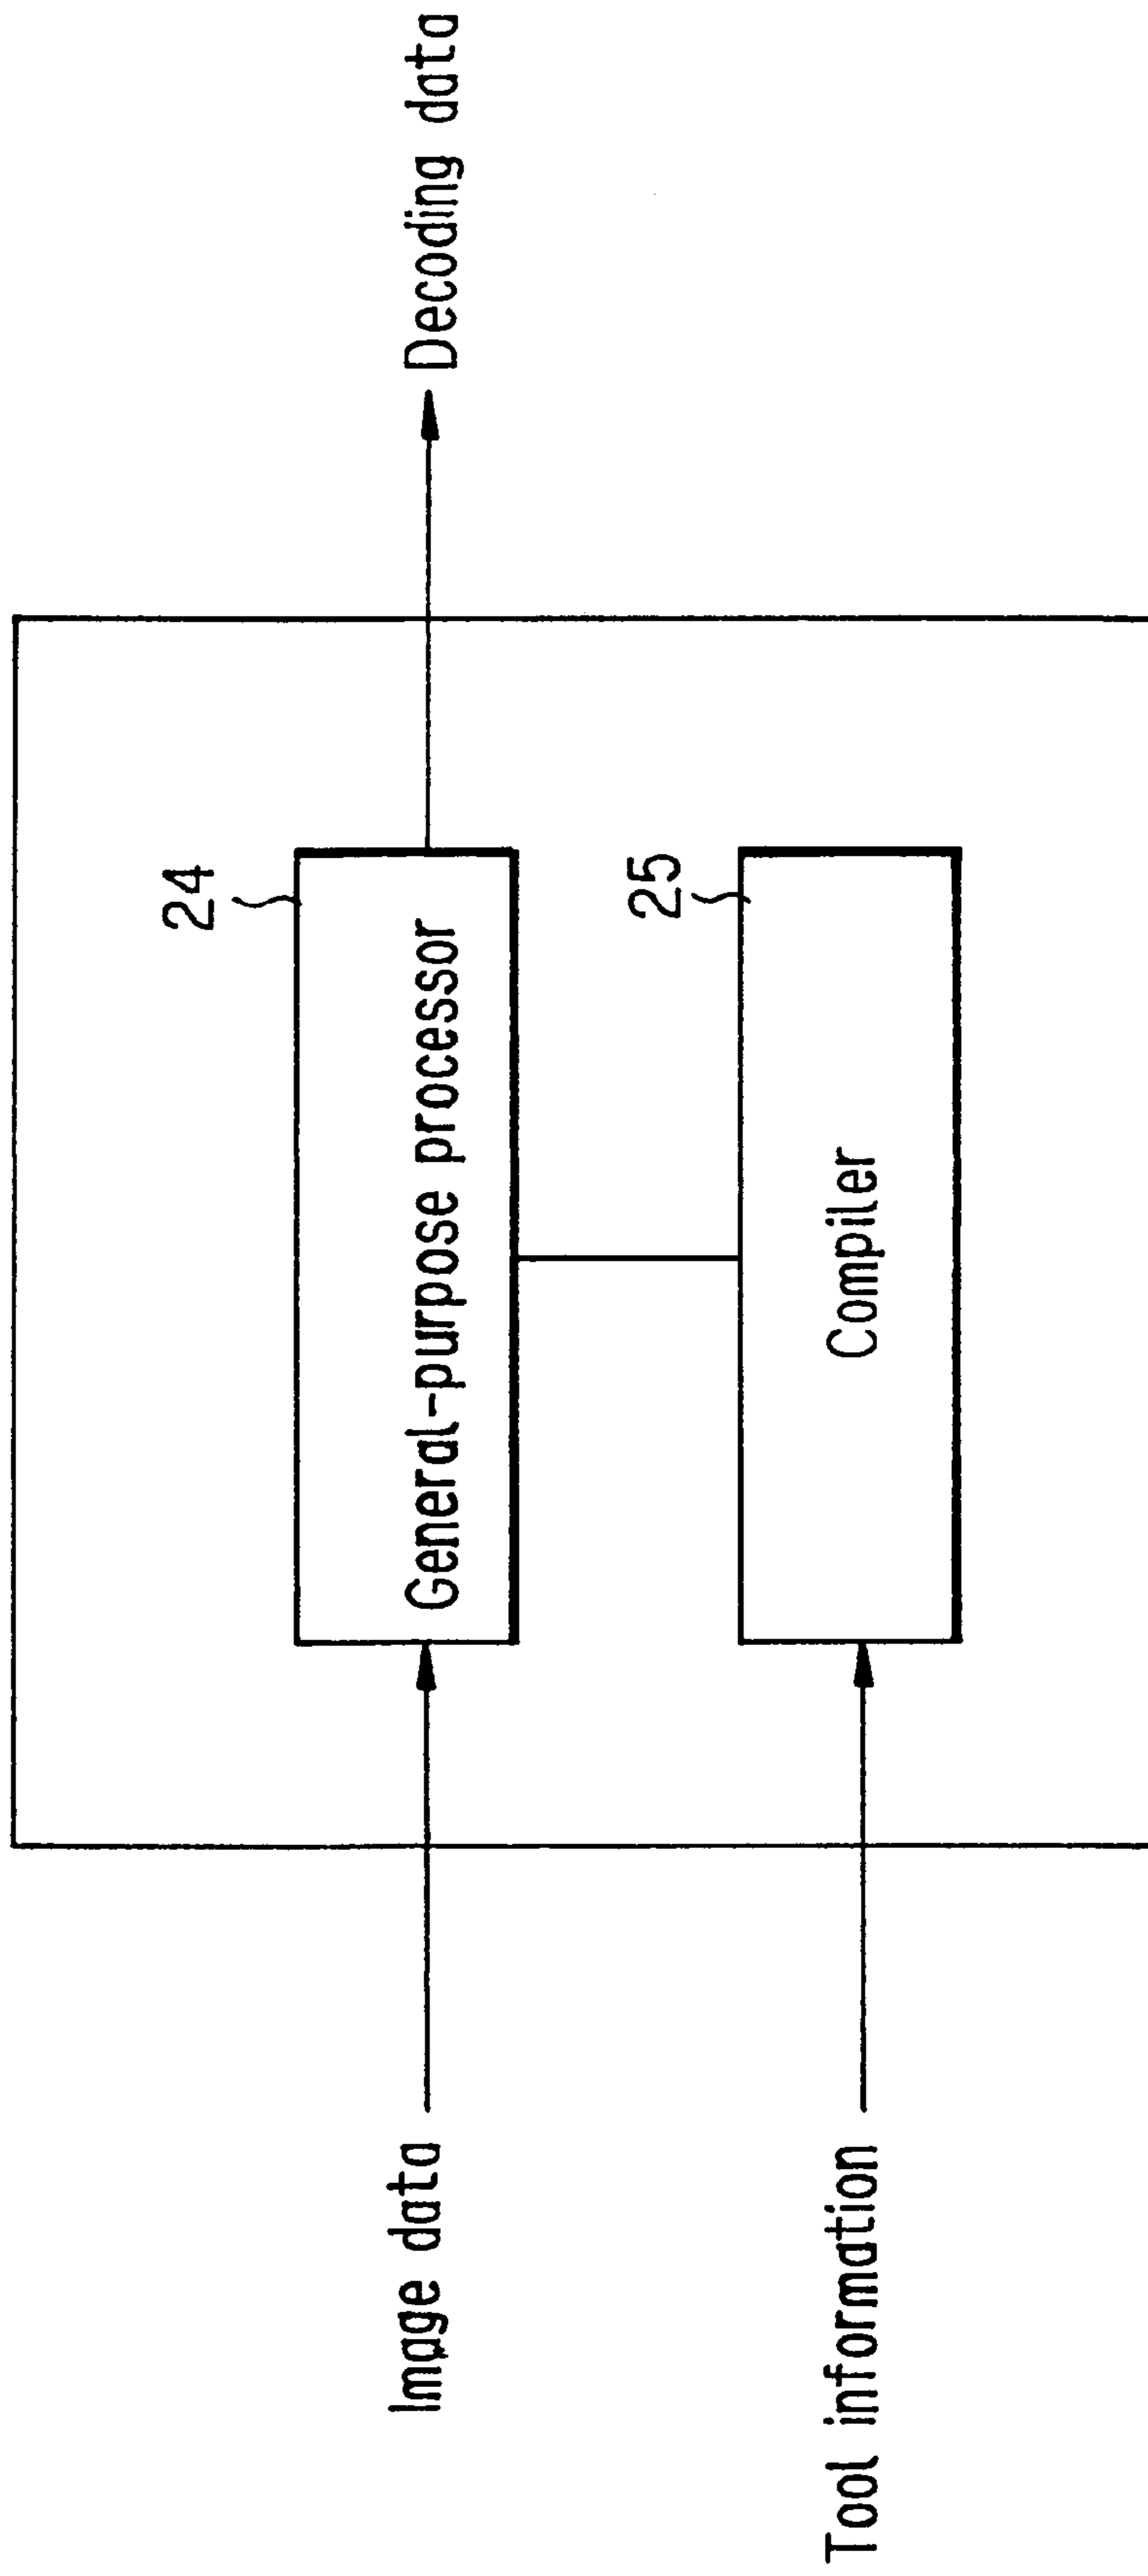 24
Image data
General-purpose processor
Decoding data
25
Tool information
Compiler